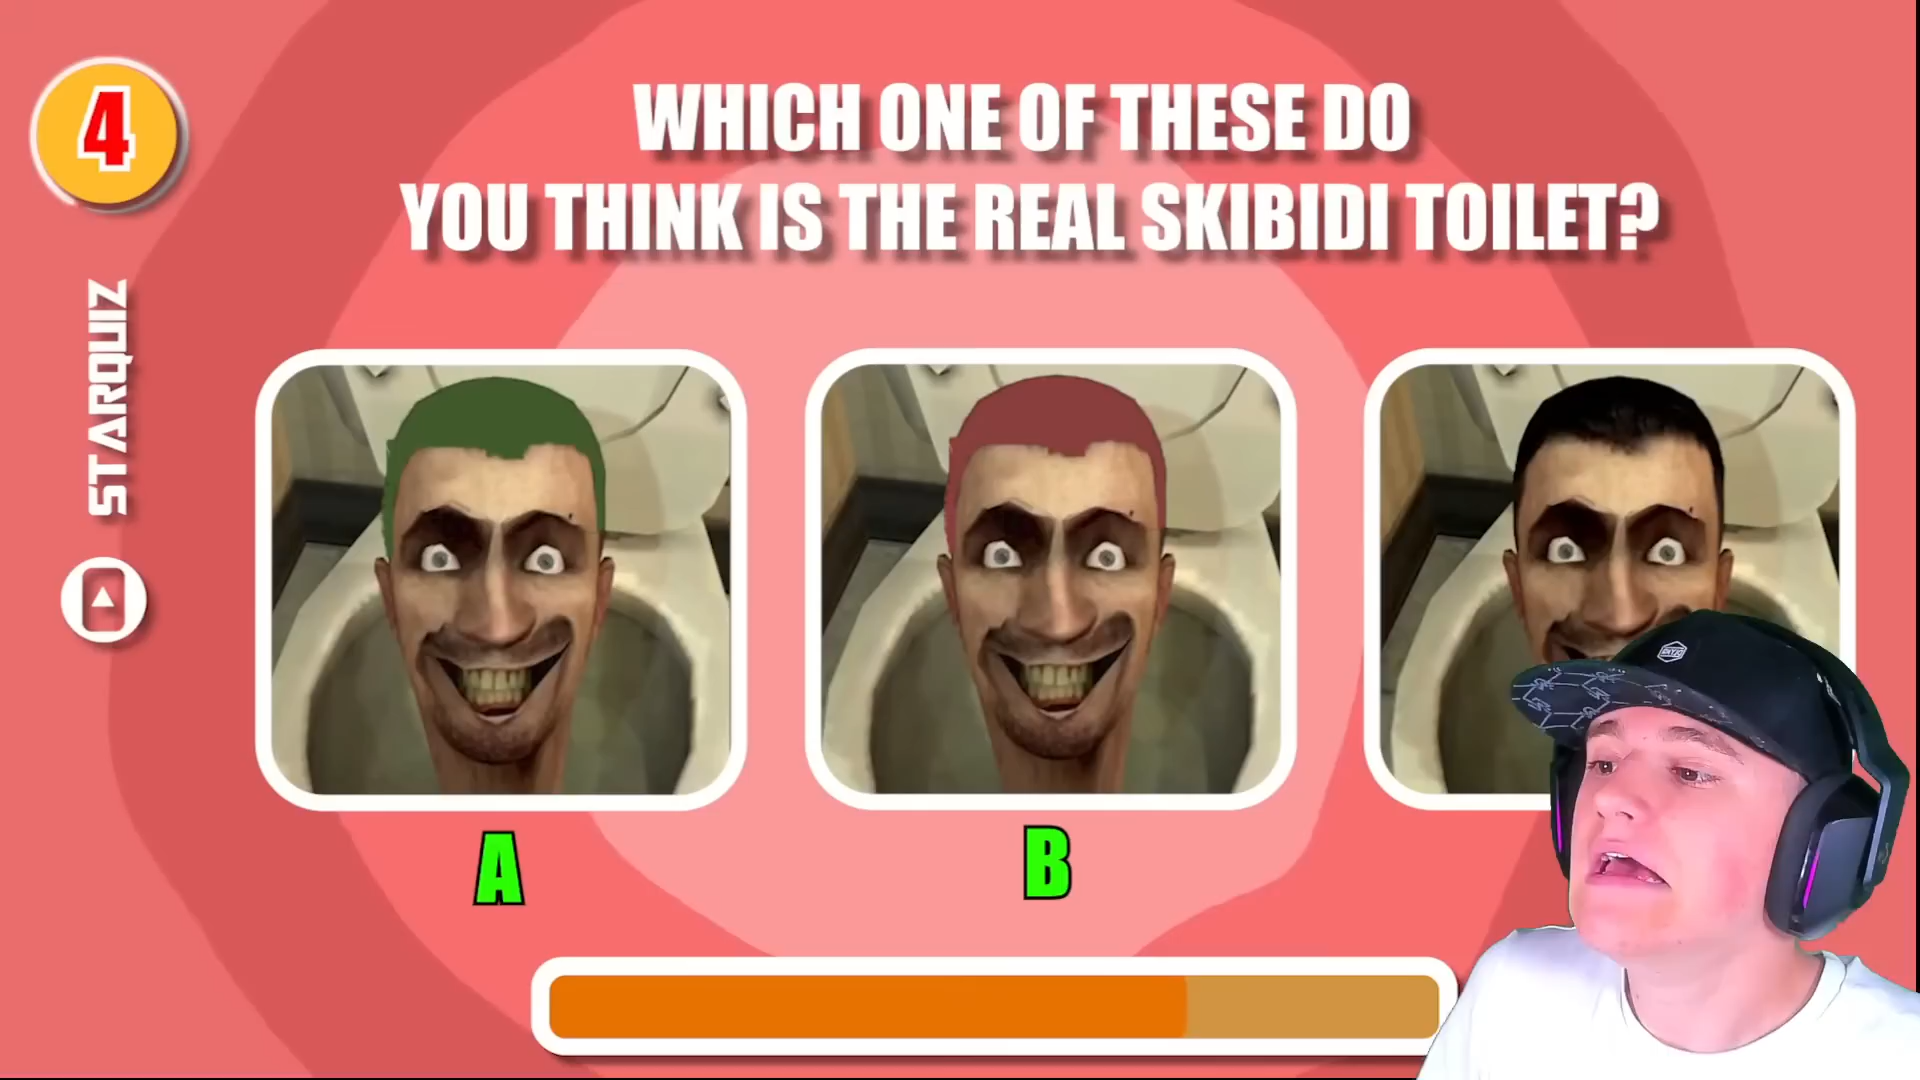 4
WHICH ONE OF THESE DO
YOU THINK IS THE REAL SKIBIDI TOILET?
STARQUIZ
A
B